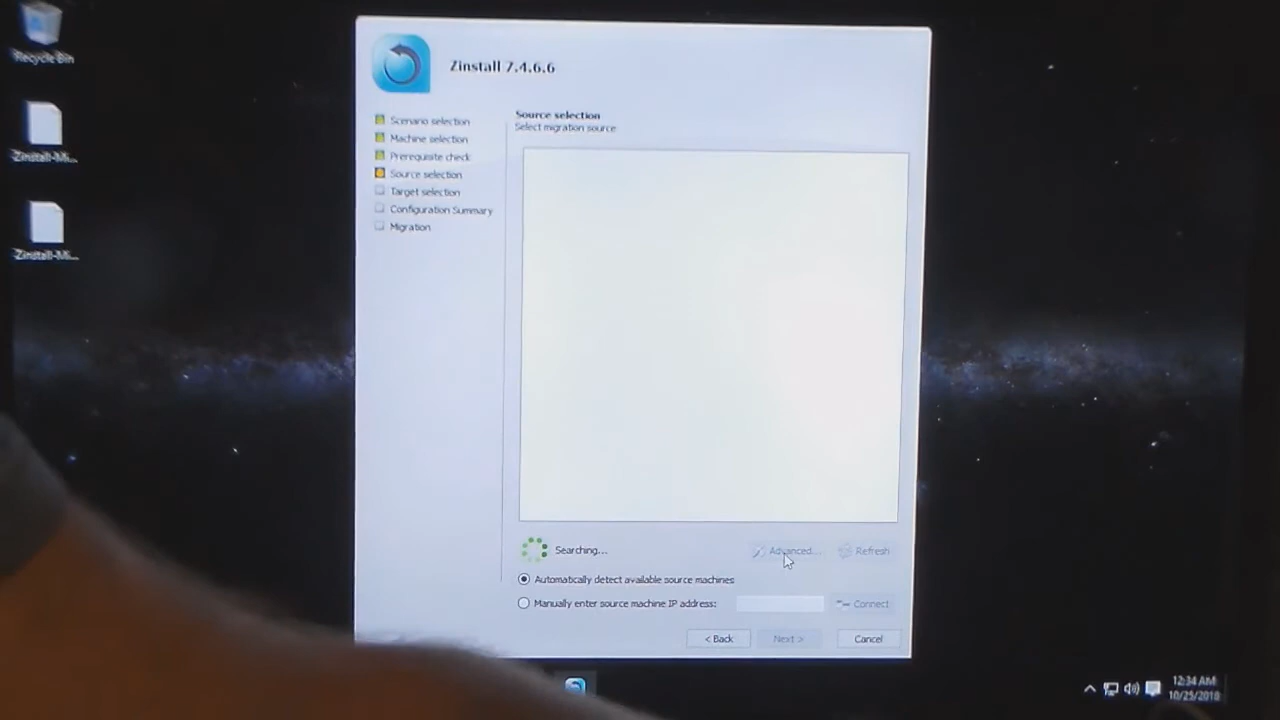 Recycle Bin
Zinstall-Mi...
Zinstall-Mi...
Zinstall 7.4.6.6
Scenario selection
Machine selection
Prerequisite check
Source selection
Target selection
Configuration Summary
Migration
Source selection
Select migration source
Searching...
Advanced...
Refresh
Automatically detect available source machines
Manually enter source machine IP address:
Connect
< Back
Next >
Cancel
12:34 AM
10/25/2018